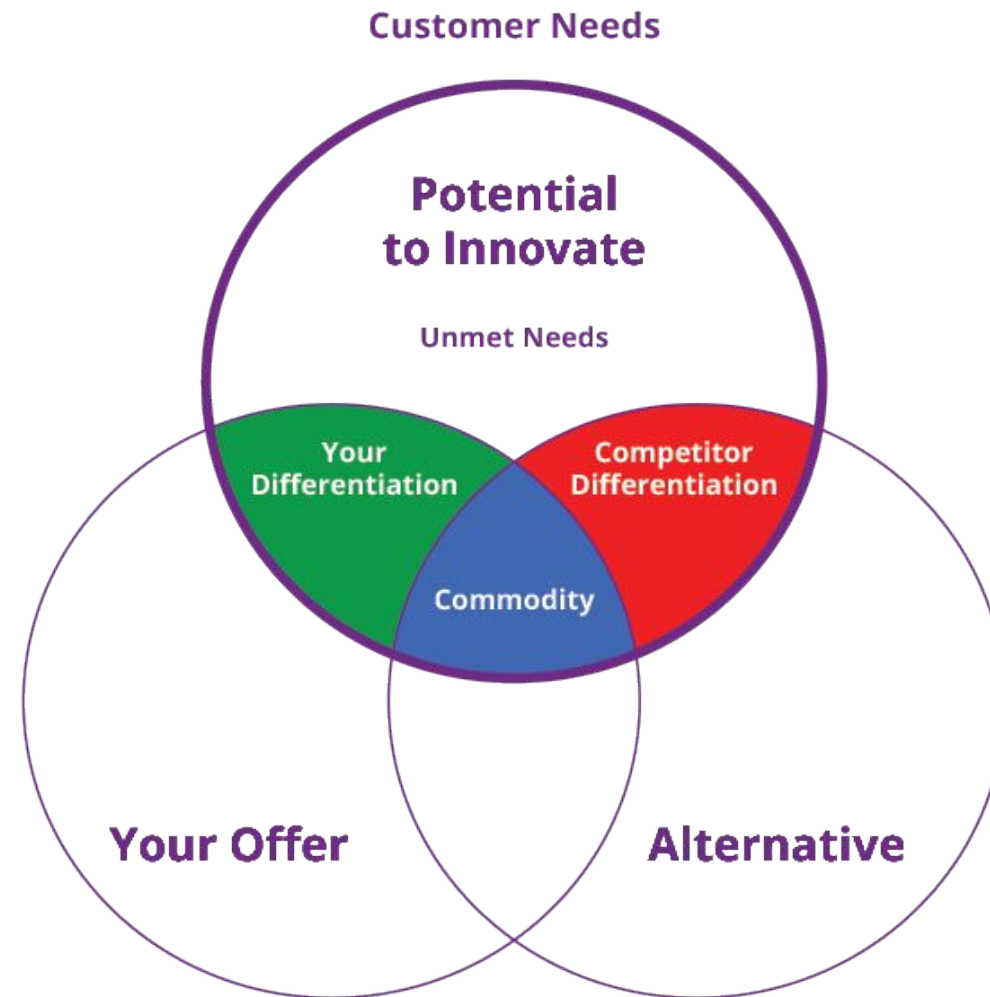 Customer Needs
Potential
to Innovate
Unmet Needs
Your
Differentiation
Competitor
Differentiation
Commodity
Your Offer
Alternative